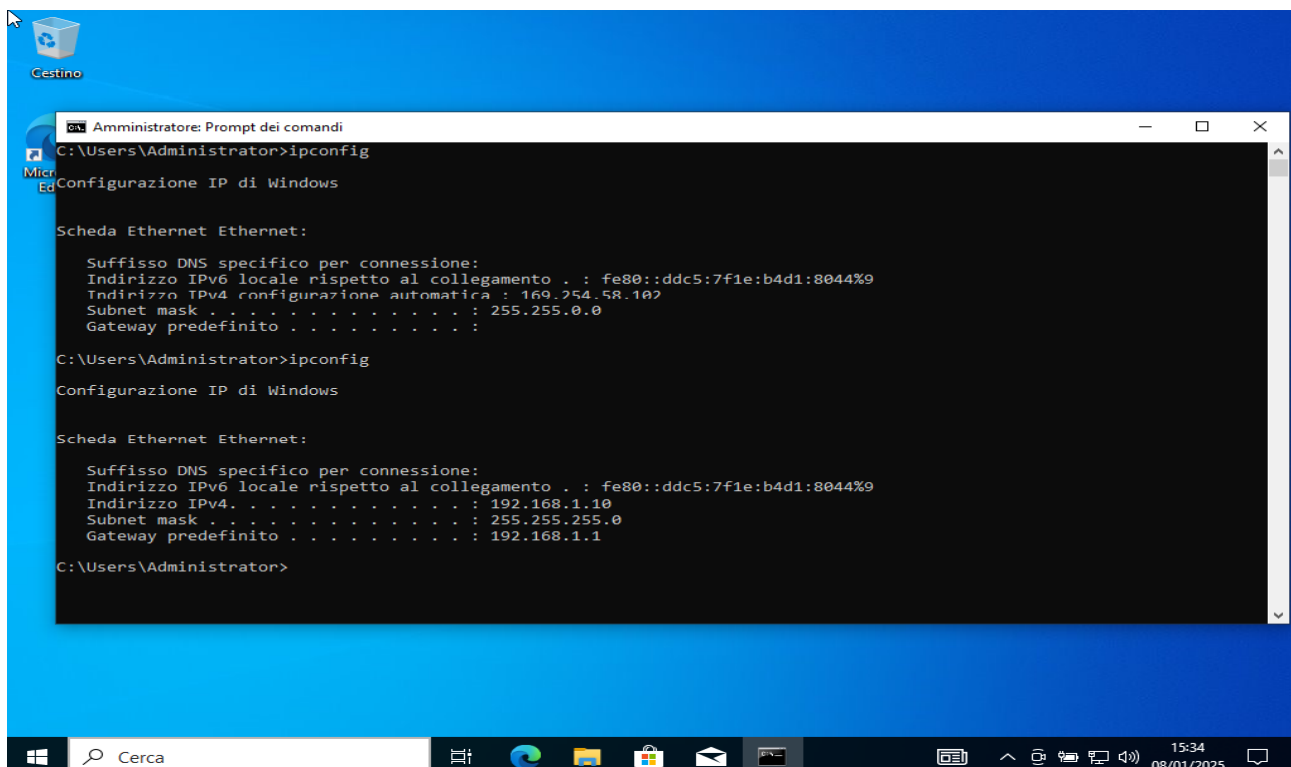 Cestino
Amministratore: Prompt dei comandi
C:\Users\Administrator>ipconfig
Configurazione IP di Windows
Scheda Ethernet Ethernet:
Suffisso DNS specifico per connessione:
Indirizzo IPv6 locale rispetto al collegamento . : fe80::ddc5:7f1e:b4d1:8044%9
Indirizzo IPv4 configurazione automatica : 169.254.58.102
Subnet mask . . . . . . . . . . . . . : 255.255.0.0
Gateway predefinito . . . . . . . . . :
C:\Users\Administrator>ipconfig
Configurazione IP di Windows
Scheda Ethernet Ethernet:
Suffisso DNS specifico per connessione:
Indirizzo IPv6 locale rispetto al collegamento . : fe80::ddc5:7f1e:b4d1:8044%9
Indirizzo IPv4. . . . . . . . . . . . : 192.168.1.10
Subnet mask . . . . . . . . . . . . . : 255.255.255.0
Gateway predefinito . . . . . . . . . : 192.168.1.1
C:\Users\Administrator>
Cerca
15:34
08/01/2025